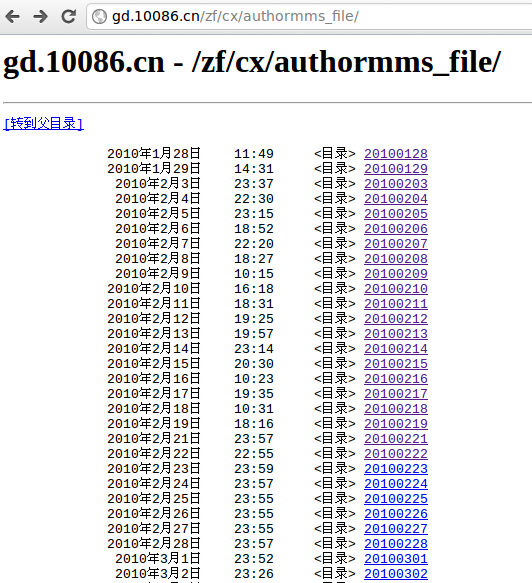 gd.10086.cn/zf/cx/authormms_file/
gd.10086.cn - /zf/cx/authormms_file/
[转到父目录]
2010年1月28日 11:49 <目录> 20100128
2010年1月29日 14:31 <目录> 20100129
2010年2月3日 23:37 <目录> 20100203
2010年2月4日 22:30 <目录> 20100204
2010年2月5日 23:15 <目录> 20100205
2010年2月6日 18:52 <目录> 20100206
2010年2月7日 22:20 <目录> 20100207
2010年2月8日 18:27 <目录> 20100208
2010年2月9日 10:15 <目录> 20100209
2010年2月10日 16:18 <目录> 20100210
2010年2月11日 18:31 <目录> 20100211
2010年2月12日 19:25 <目录> 20100212
2010年2月13日 19:57 <目录> 20100213
2010年2月14日 23:14 <目录> 20100214
2010年2月15日 20:30 <目录> 20100215
2010年2月16日 10:23 <目录> 20100216
2010年2月17日 19:35 <目录> 20100217
2010年2月18日 10:31 <目录> 20100218
2010年2月19日 18:16 <目录> 20100219
2010年2月21日 23:57 <目录> 20100221
2010年2月22日 22:55 <目录> 20100222
2010年2月23日 23:59 <目录> 20100223
2010年2月24日 23:57 <目录> 20100224
2010年2月25日 23:55 <目录> 20100225
2010年2月26日 23:55 <目录> 20100226
2010年2月27日 23:55 <目录> 20100227
2010年2月28日 23:57 <目录> 20100228
2010年3月1日 23:52 <目录> 20100301
2010年3月2日 23:26 <目录> 20100302